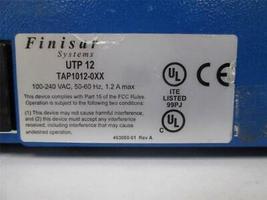 Finisar
Systems
UTP 12
TAP1012-0XX
100-240 VAC, 50-60 Hz, 1.2 A max
This device complies with Part 15 of the FCC Rules.
Operation is subject to the following two conditions:
(1) This device may not cause harmful interference, and
(2) this device must accept any interference
received, including interference that may cause
undesired operation.
UL
ITE
LISTED
99PJ
C UL
Rev A